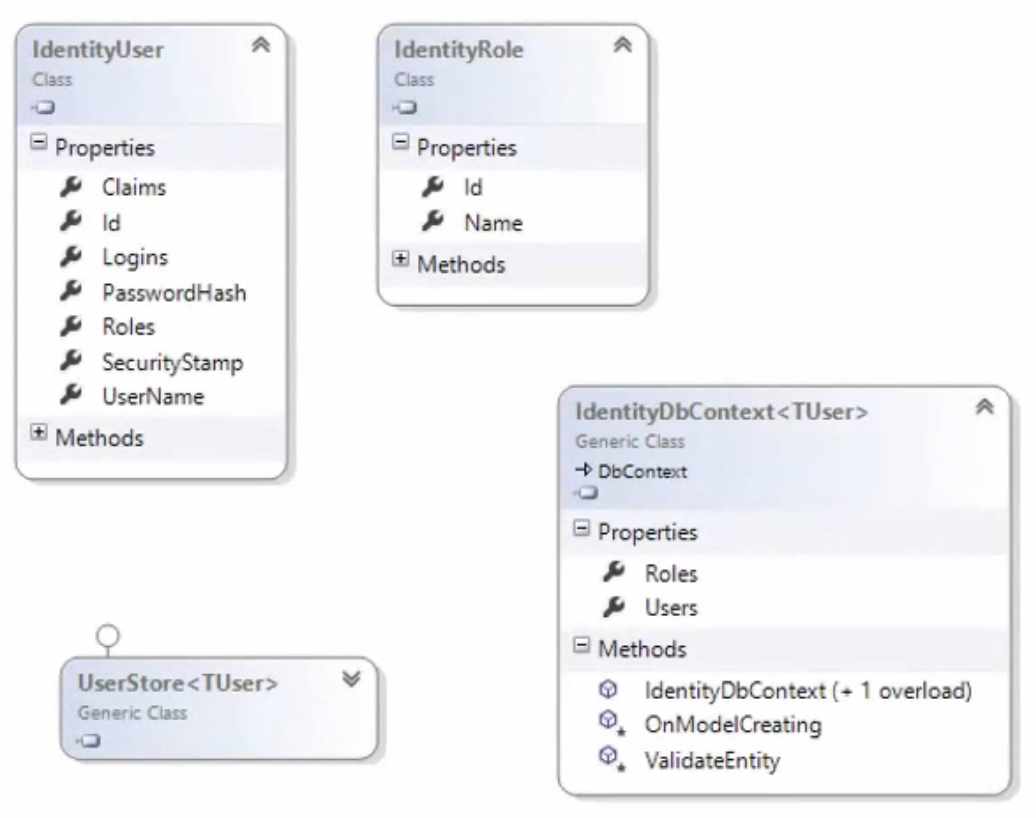 IdentityUser
Class
Properties
Claims
Id
Logins
PasswordHash
Roles
SecurityStamp
UserName
Methods
IdentityRole
Class
Properties
Id
Name
Methods
IdentityDbContext<TUser>
Generic Class
DbContext
Properties
Roles
Users
Methods
IdentityDbContext (+ 1 overload)
OnModelCreating
ValidateEntity
UserStore<TUser>
Generic Class